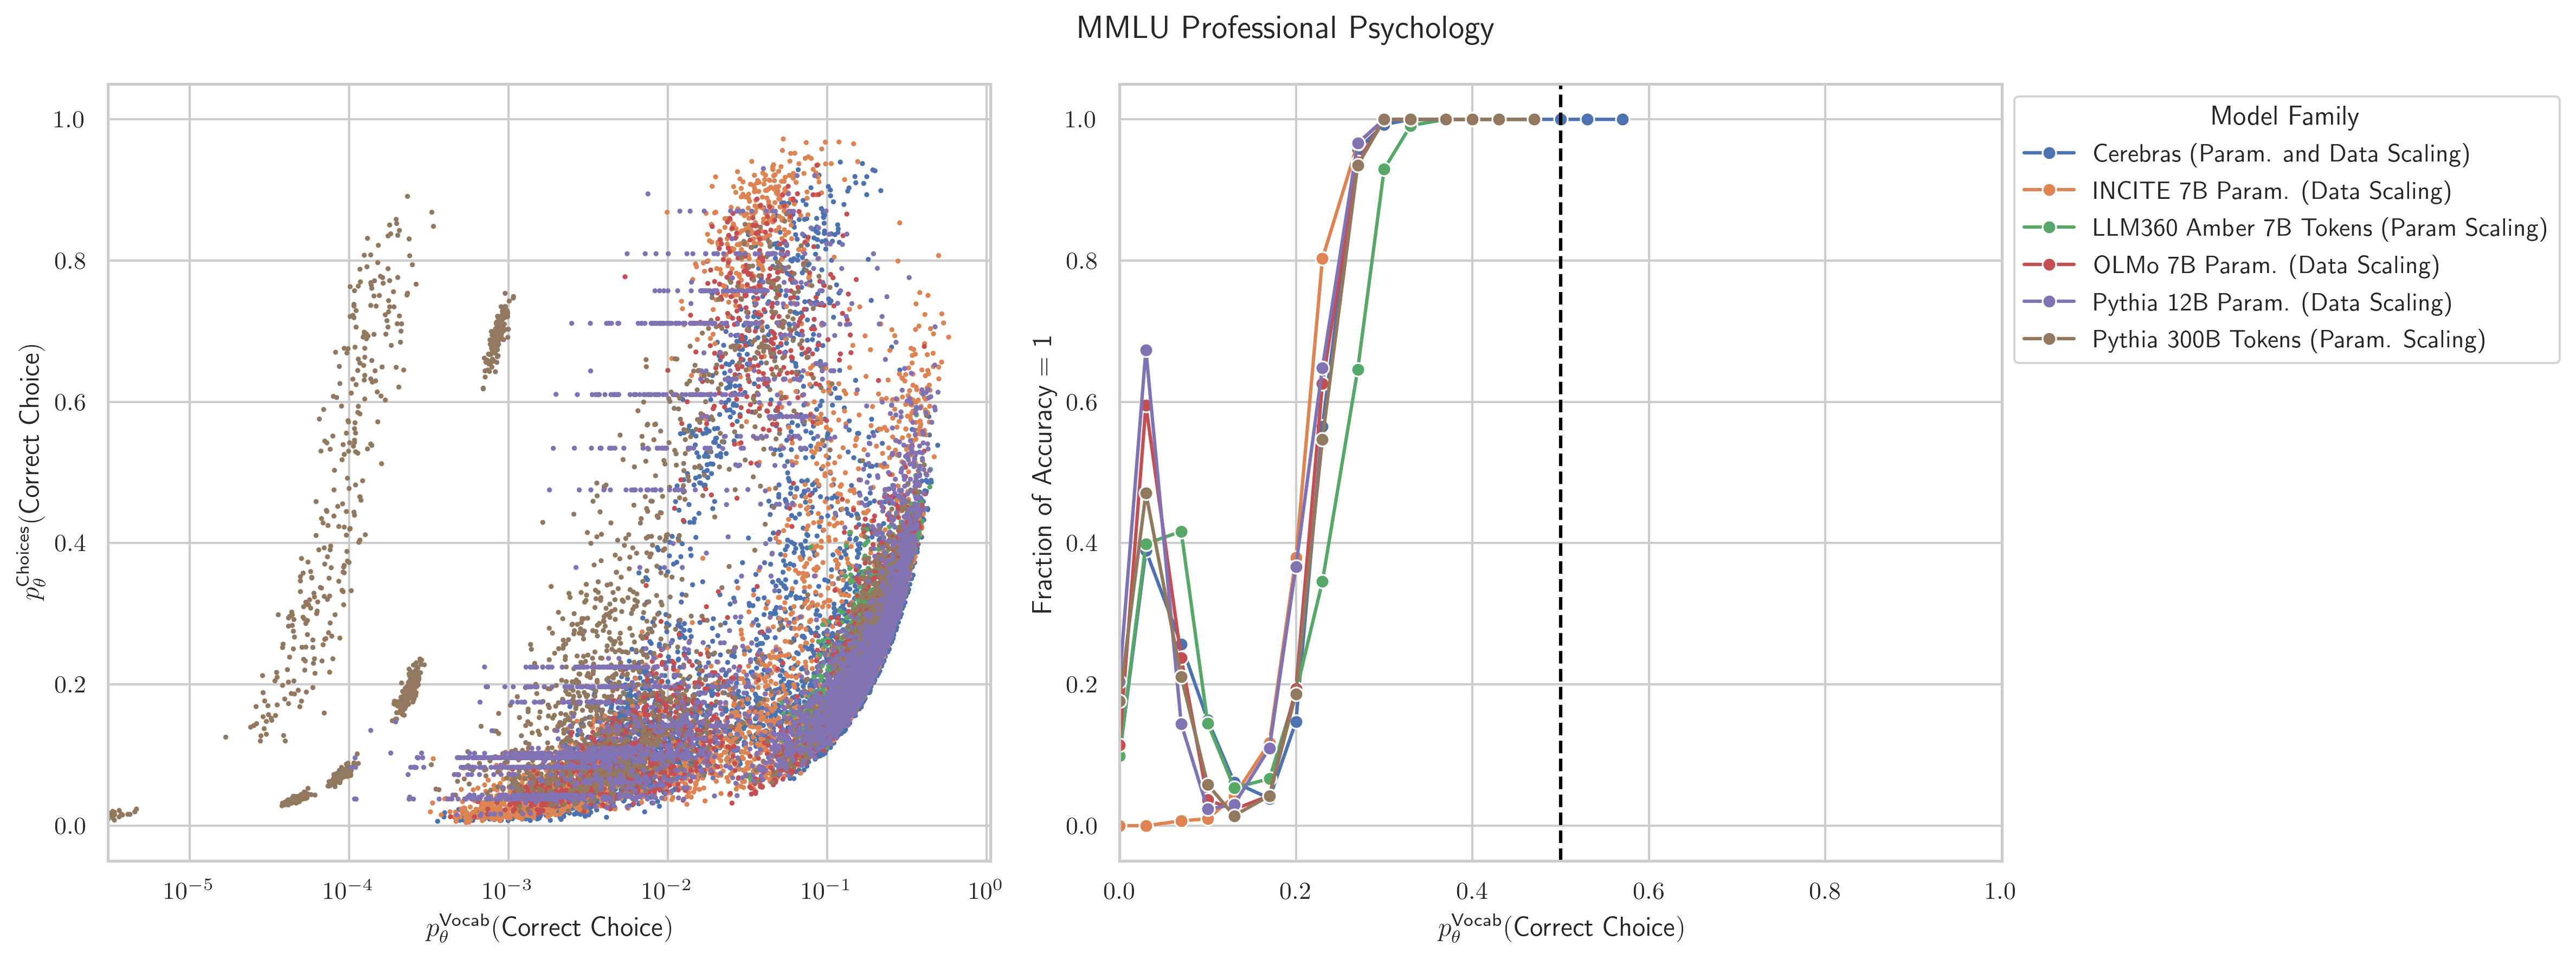 MMLU Professional Psychology
1.0
0.8
0.6
0.4
0.2
0.0
p_θ^Choices(Correct Choice)
10^−5
10^−4
10^−3
10^−2
10^−1
10^0
p_θ^Vocab(Correct Choice)
1.0
0.8
0.6
0.4
0.2
0.0
Fraction of Accuracy = 1
0.0
0.2
0.4
0.6
0.8
1.0
p_θ^Vocab(Correct Choice)
Model Family
Cerebras (Param. and Data Scaling)
INCITE 7B Param. (Data Scaling)
LLM360 Amber 7B Tokens (Param Scaling)
OLMo 7B Param. (Data Scaling)
Pythia 12B Param. (Data Scaling)
Pythia 300B Tokens (Param. Scaling)